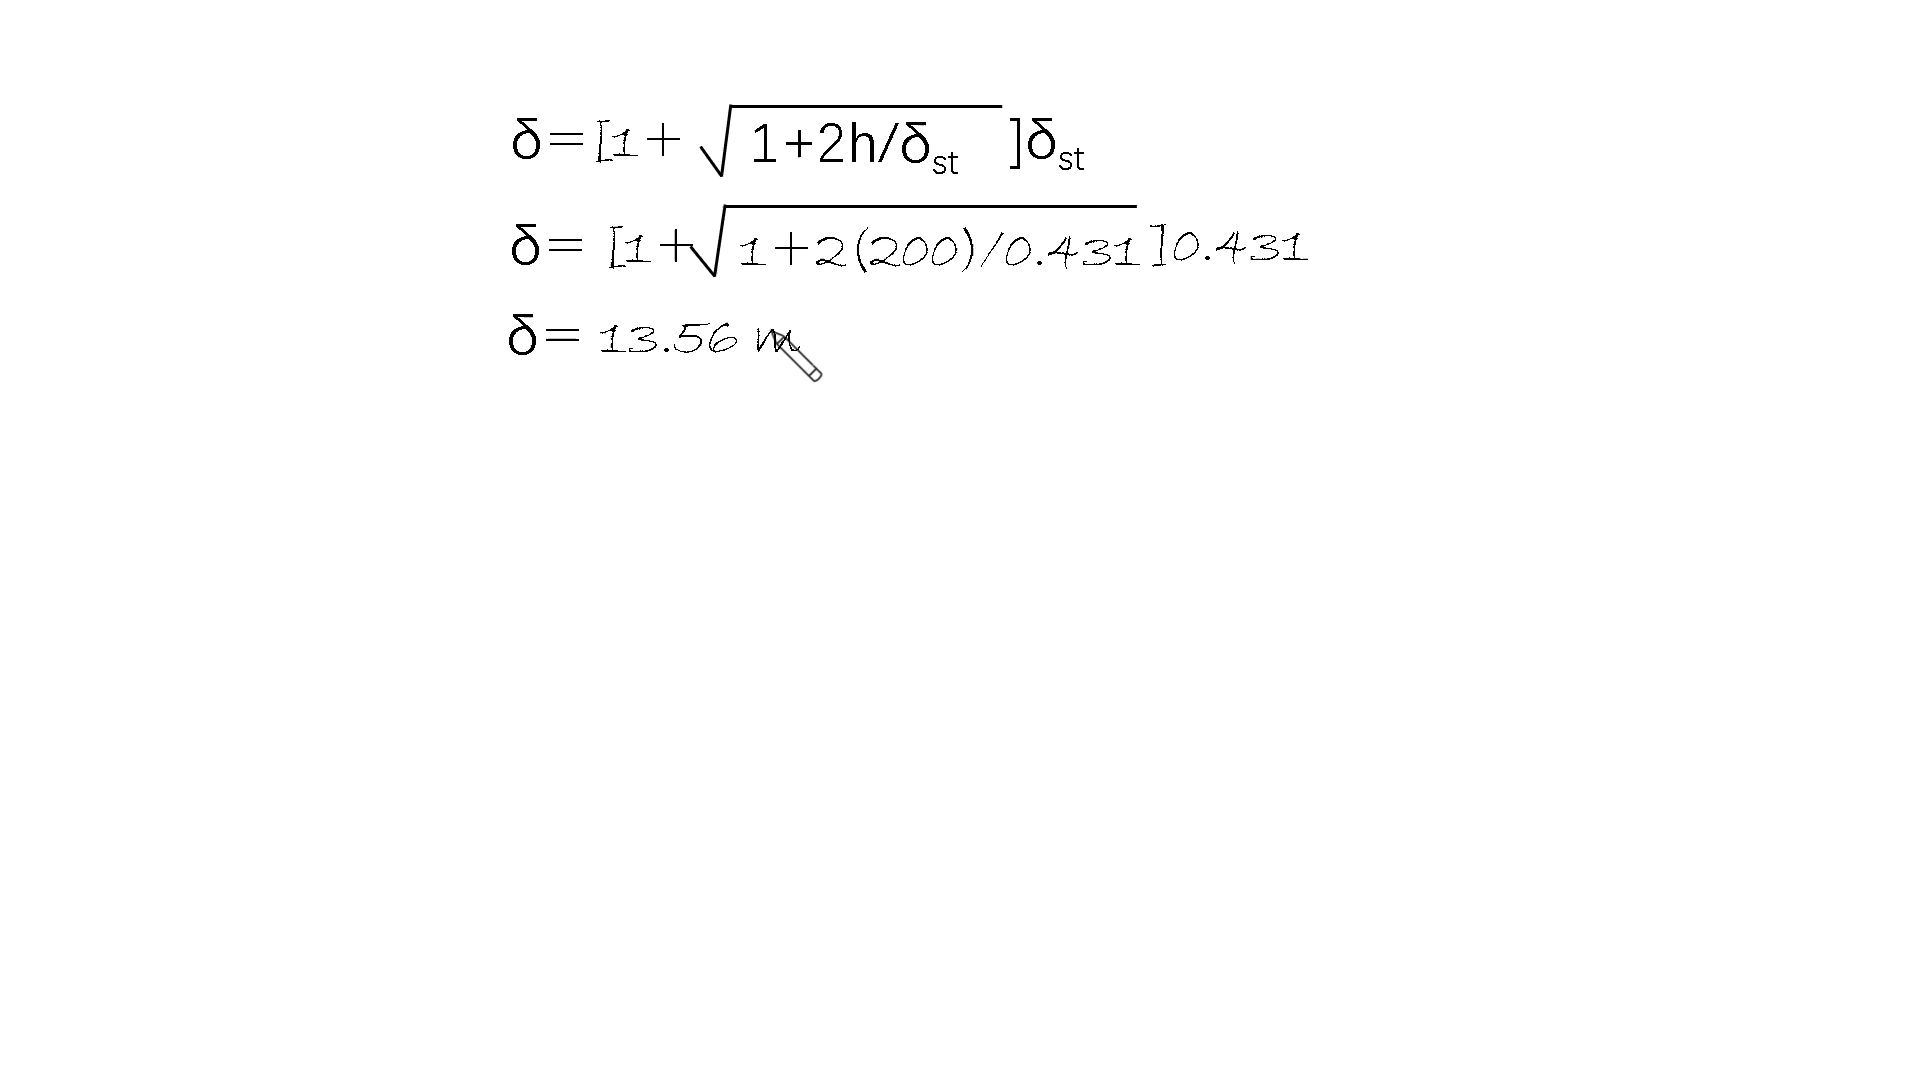 δ=[1+√1+2h/δst ]δst
δ= [1+√1+2(200)/0.431 ]0.431
δ= 13.56 m